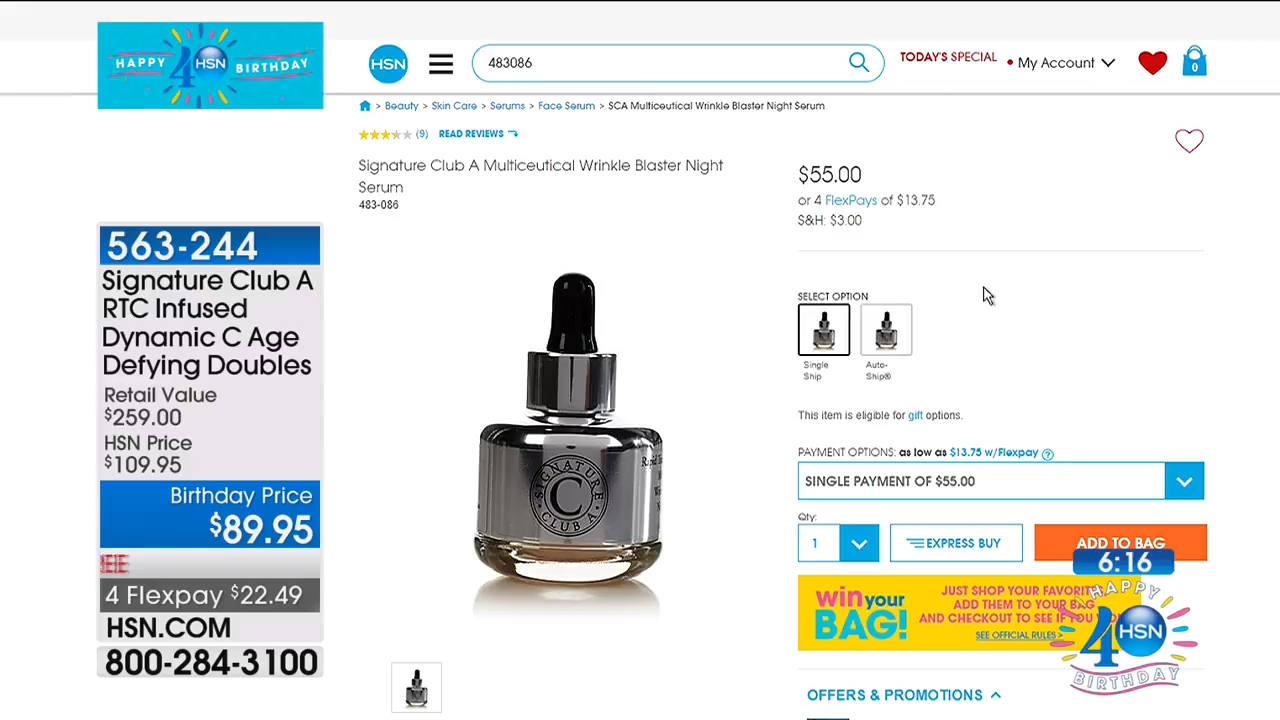 HAPPY 40 HSN BIRTHDAY
HSN
483086
TODAY'S SPECIAL
My Account
0
Beauty > Skin Care > Serums > Face Serum > SCA Multiceutical Wrinkle Blaster Night Serum
(9) READ REVIEWS
Signature Club A Multiceutical Wrinkle Blaster Night
Serum
483-086
$55.00
or 4 FlexPays of $13.75
S&H: $3.00
SELECT OPTION
Single
Ship
Auto-
Ship®
This item is eligible for gift options.
PAYMENT OPTIONS: as low as $13.75 w/Flexpay ?
SINGLE PAYMENT OF $55.00
Qty:
1
EXPRESS BUY
ADD TO BAG
6:16
win your
BAG!
JUST SHOP YOUR
ADD THEM TO YOUR BAG
AND CHECKOUT TO SEE IF YOU
SEE OFFICIAL RULES >
HAPPY
40 HSN
BIRTHDAY
OFFERS & PROMOTIONS
563-244
Signature Club A
RTC Infused
Dynamic C Age
Defying Doubles
Retail Value
$259.00
HSN Price
$109.95
Birthday Price
$89.95
4 Flexpay $22.49
HSN.COM
800-284-3100
SIGNATURE
C
CLUB A